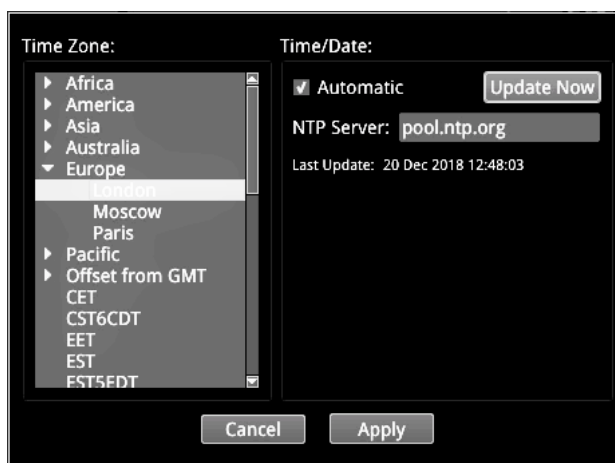 Time Zone:
Africa
America
Asia
Australia
Europe
London
Moscow
Paris
Pacific
Offset from GMT
CET
CST6CDT
EET
EST
EST5EDT
Time/Date:
Automatic
Update Now
NTP Server: pool.ntp.org
Last Update: 20 Dec 2018 12:48:03
Cancel
Apply